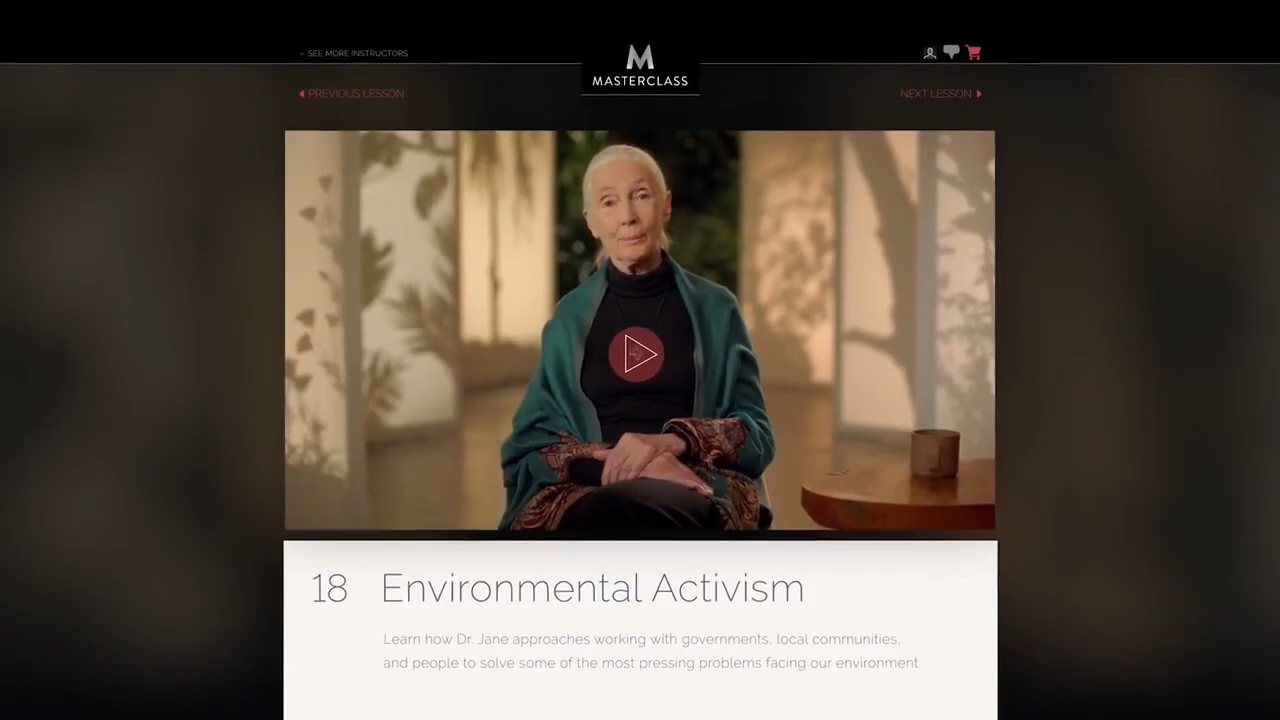 ← SEE MORE INSTRUCTORS
MASTERCLASS
PREVIOUS LESSON
NEXT LESSON
18 Environmental Activism
Learn how Dr. Jane approaches working with governments, local communities,
and people to solve some of the most pressing problems facing our environment